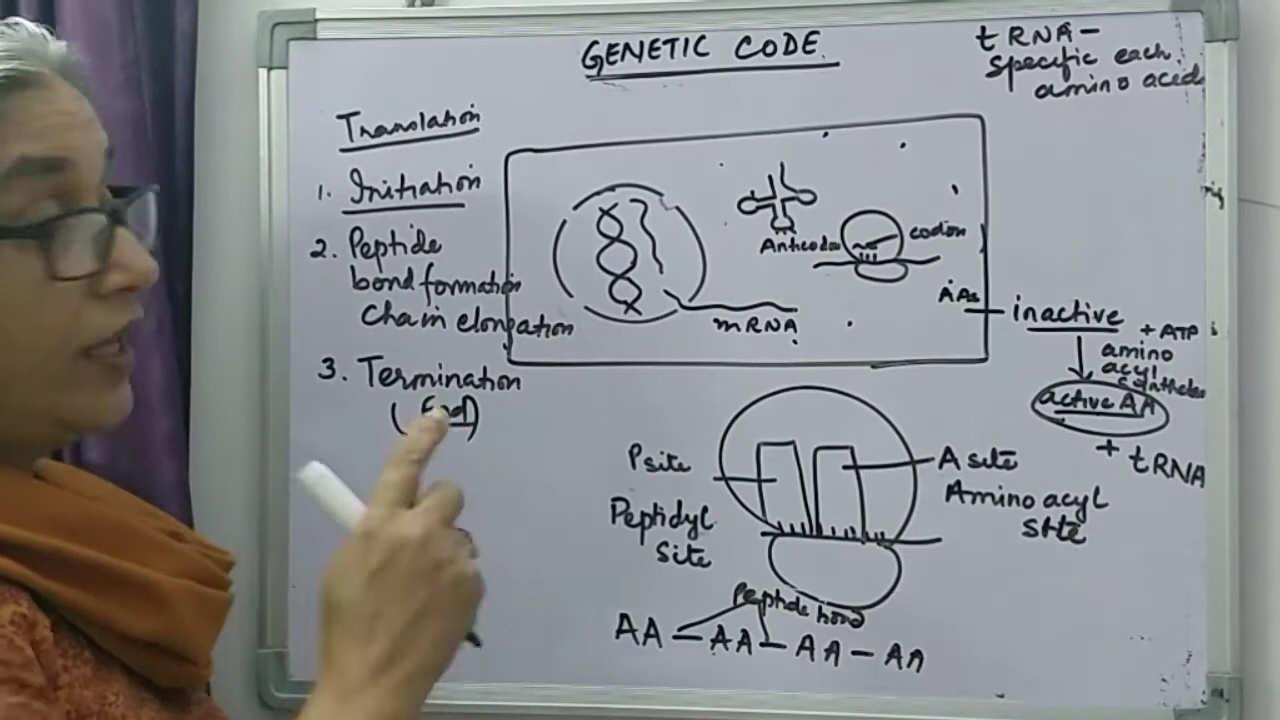 GENETIC CODE
tRNA -
specific each
amino acid
Translation
1. Initiation
2. Peptide
bond formation
Chain elongation
3. Termination
(End)
Anticodon
codon
mRNA
AAs
inactive
+ ATP
amino
acyl
active AA
+ tRNA
P site
Peptidyl
Site
A site
Amino acyl
site
Peptide bond
AA - AA - AA - AA